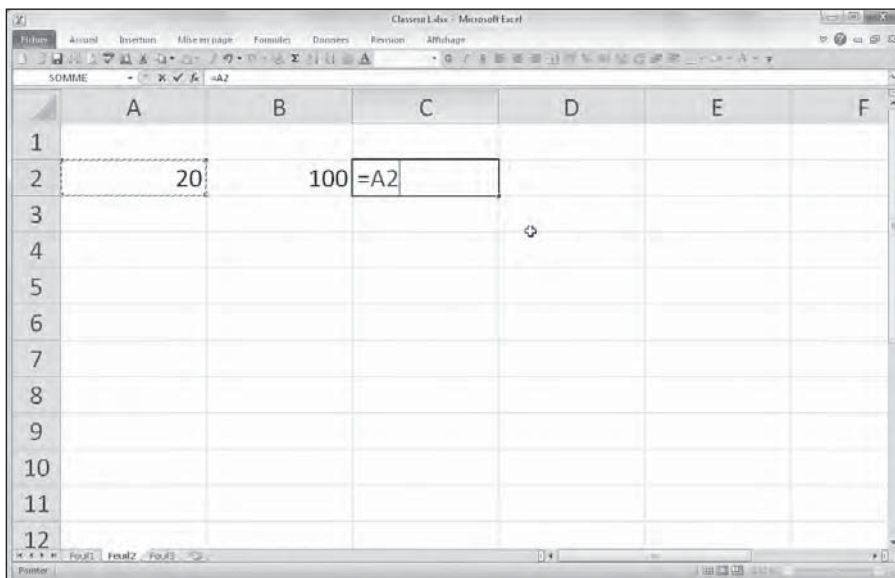 Classeur1.xlsx - Microsoft Excel
Fichier Accueil Insertion Mise en page Formules Données Révision Affichage
SOMME =A2
A B C D E F
1
2 20 100 =A2
3
4
5
6
7
8
9
10
11
12
Feuil1 Feuil2 Feuil3
Pointer